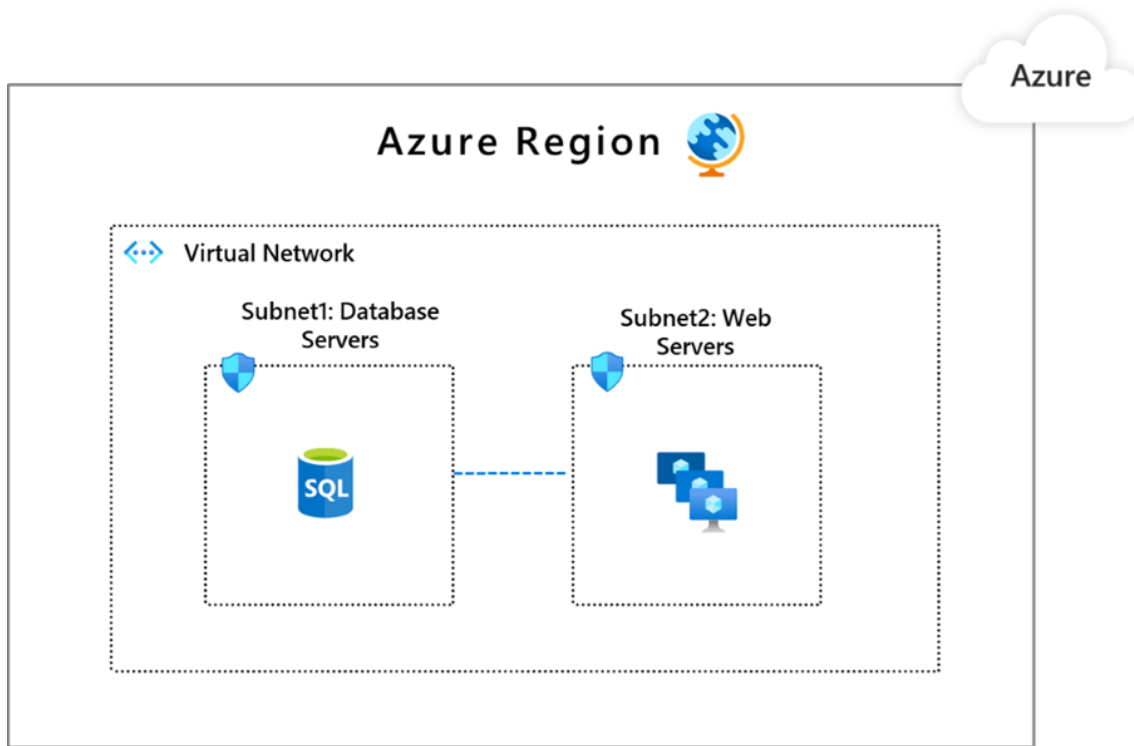 Azure
Azure Region
Virtual Network
Subnet1: Database
Servers
Subnet2: Web
Servers
SQL